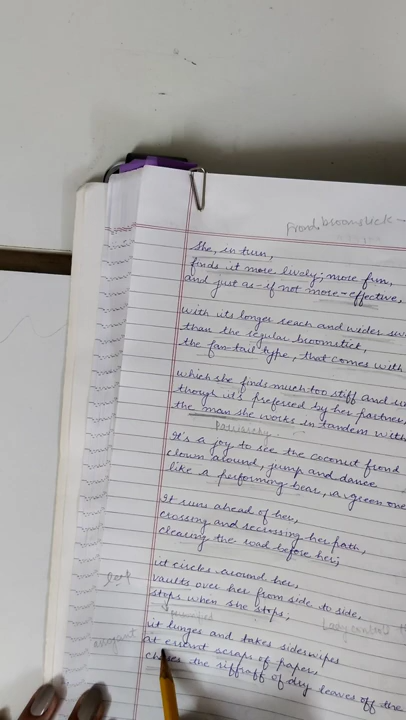 Frond broomstick
She, in turn,
finds it more lively; more fun,
and just as-if not more-effective,
with its longer reach and wider
than the regular broomstick,
the fan-tail type, that comes with
which she finds much too stiff and
though it's preferred by her partner,
the man she works in tandem with
It's a joy to see the coconut frond
clown around, jump and dance
like a performing bear, a green one
It runs ahead of her,
crossing and recrossing her path,
clearing the road before her;
it circles around her,
leap
vaults over her from side to side,
stops when she stops;
it lunges and takes sideswipes
at errant scraps of paper,
chases the riffraff of dry leaves off the